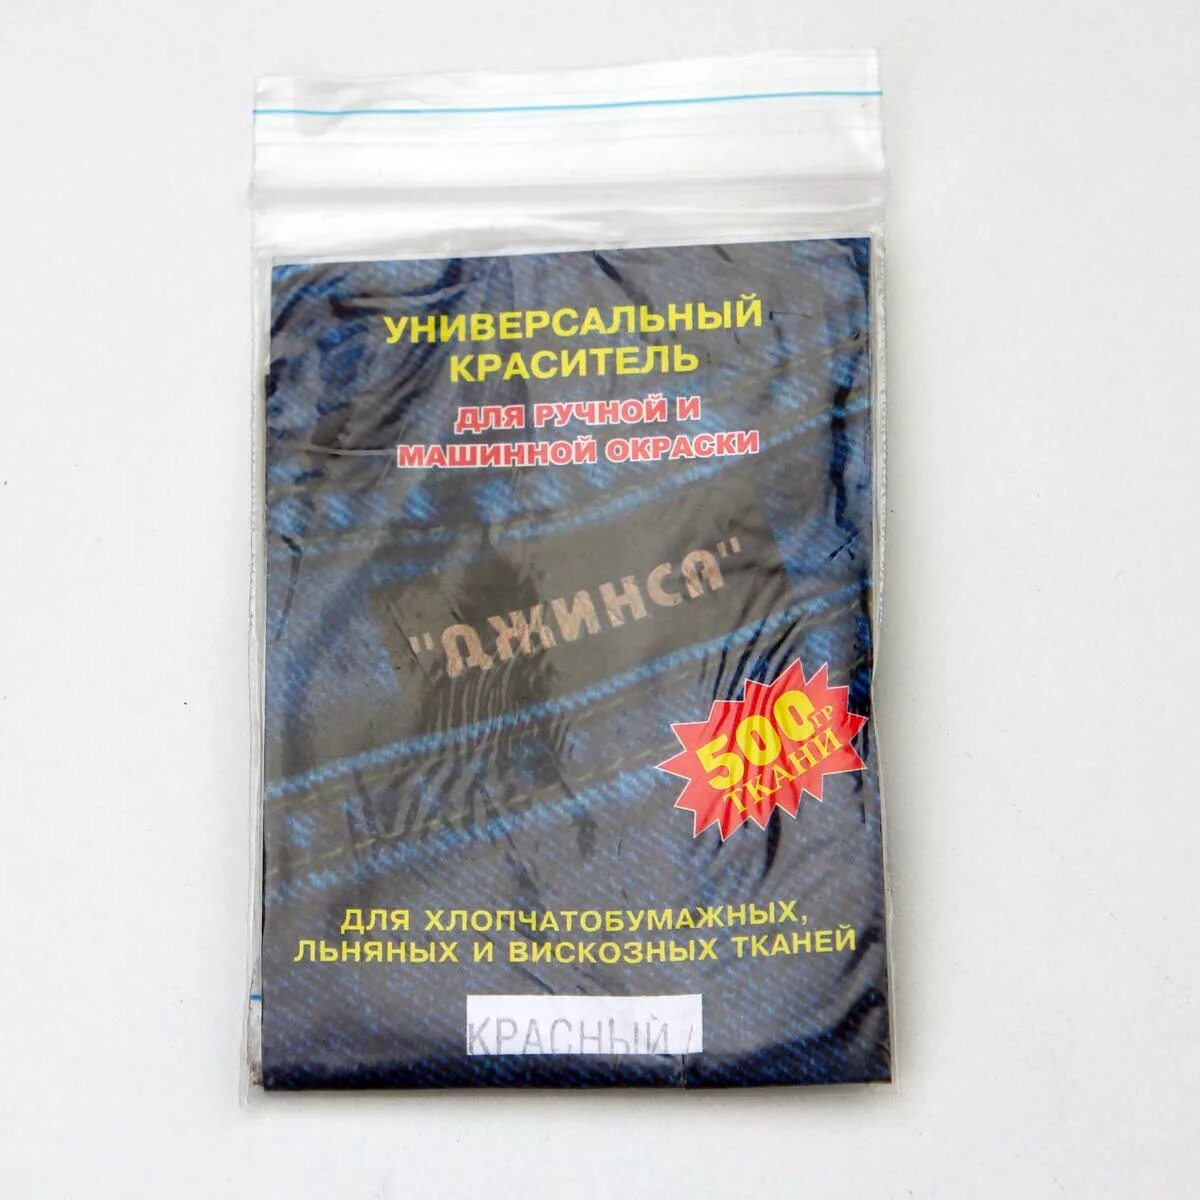 УНИВЕРСАЛЬНЫЙ
КРАСИТЕЛЬ
ДЛЯ РУЧНОЙ И
МАШИННОЙ ОКРАСКИ
"ДЖИНСА"
500 ГР
ТКАНИ
ДЛЯ ХЛОПЧАТОБУМАЖНЫХ,
ЛЬНЯНЫХ И ВИСКОЗНЫХ ТКАНЕЙ
КРАСНЫЙ